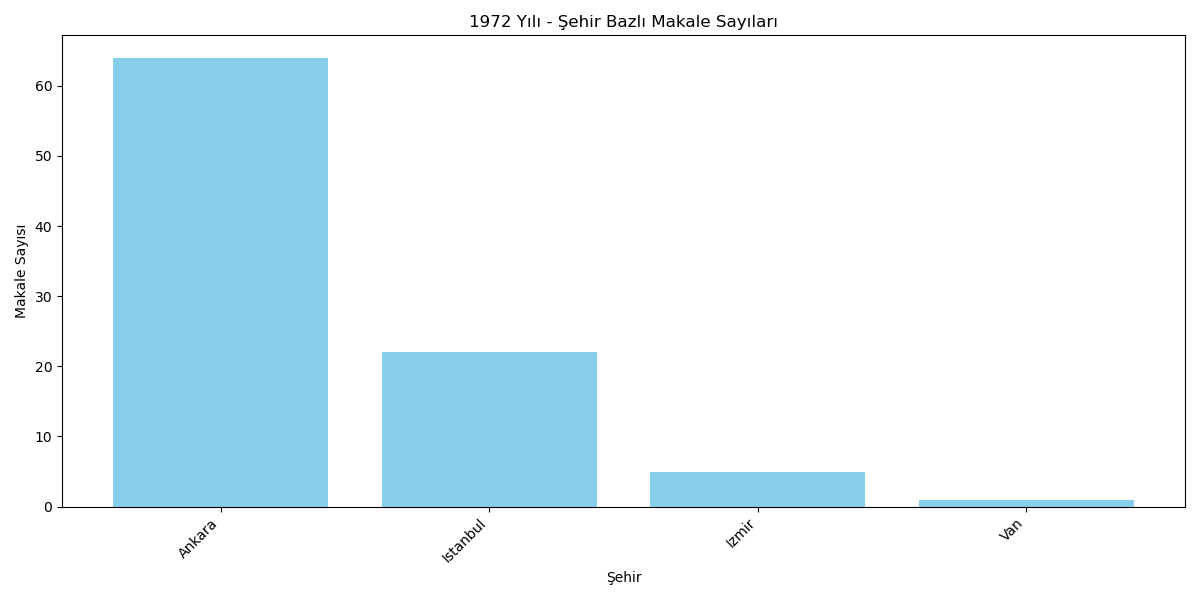 1972 Yılı - Şehir Bazlı Makale Sayıları
Makale Sayısı
60
50
40
30
20
10
0
Ankara
Istanbul
Izmir
Van
Şehir